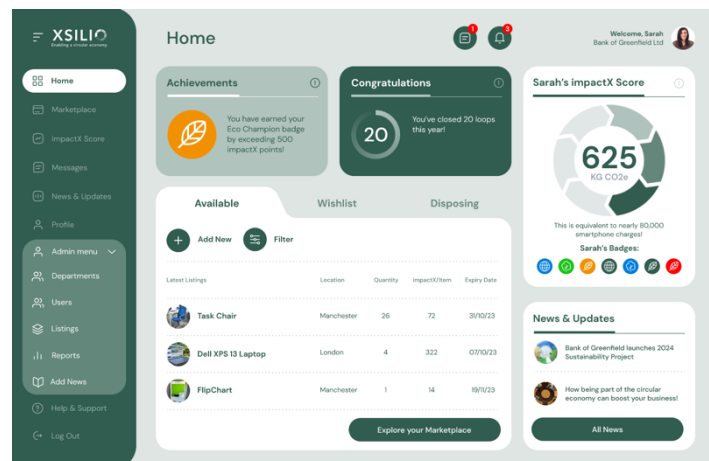 XSILIO
Enabling a circular economy
Home
Marketplace
impactX Score
Messages
News & Updates
Profile
Admin menu
Departments
Users
Listings
Reports
Add News
Help & Support
Log Out
Home
1
3
Welcome, Sarah
Bank of Greenfield Ltd
Achievements
You have earned your
Eco Champion badge
by exceeding 500
impactX points!
Congratulations
20
You've closed 20 loops
this year!
Available
Wishlist
Disposing
Add New
Filter
Latest Listings
Location
Quantity
impactX/Item
Expiry Date
Task Chair
Manchester
26
72
31/10/23
Dell XPS 13 Laptop
London
4
322
07/10/23
FlipChart
Manchester
1
14
19/11/23
Explore your Marketplace
Sarah's impactX Score
625
KG CO2e
This is equivalent to nearly 80,000
smartphone charges!
Sarah's Badges:
News & Updates
Bank of Greenfield launches 2024
Sustainability Project
How being part of the circular
economy can boost your business!
All News